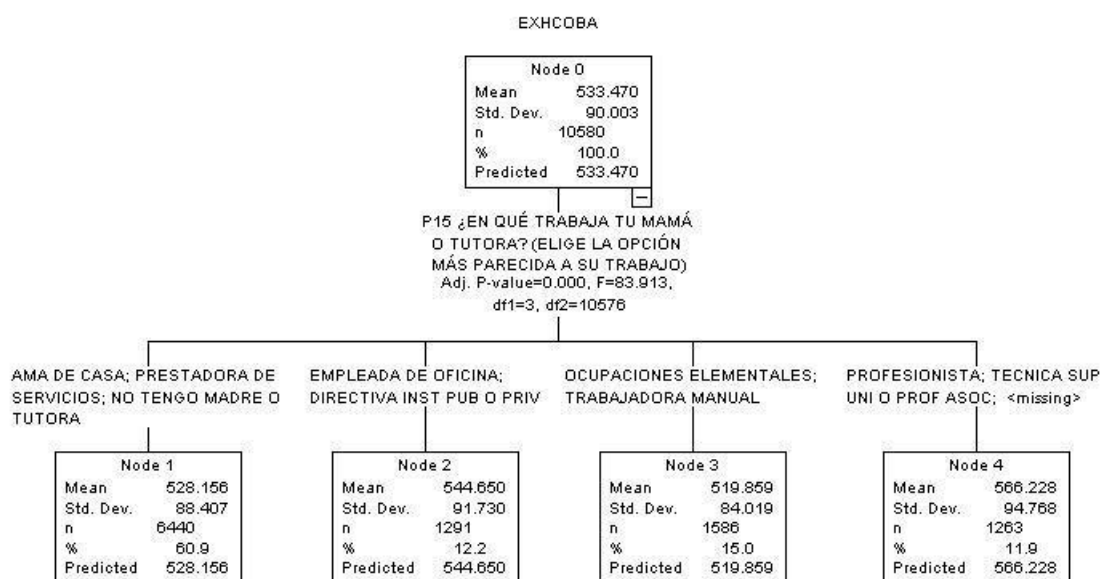 EXHCOBA
Node 0
Mean 533.470
Std. Dev. 90.003
n 10580
% 100.0
Predicted 533.470
P15 ¿EN QUÉ TRABAJA TU MAMÁ
O TUTORA? (ELIGE LA OPCIÓN
MÁS PARECIDA A SU TRABAJO)
Adj. P-value=0.000, F=83.913,
df1=3, df2=10576
AMA DE CASA; PRESTADORA DE
SERVICIOS; NO TENGO MADRE O
TUTORA
Node 1
Mean 528.156
Std. Dev. 88.407
n 6440
% 60.9
Predicted 528.156
EMPLEADA DE OFICINA;
DIRECTIVA INST PUB O PRIV
Node 2
Mean 544.650
Std. Dev. 91.730
n 1291
% 12.2
Predicted 544.650
OCUPACIONES ELEMENTALES;
TRABAJADORA MANUAL
Node 3
Mean 519.859
Std. Dev. 84.019
n 1586
% 15.0
Predicted 519.859
PROFESIONISTA; TECNICA SUP
UNI O PROF ASOC; <missing>
Node 4
Mean 566.228
Std. Dev. 94.768
n 1263
% 11.9
Predicted 566.228